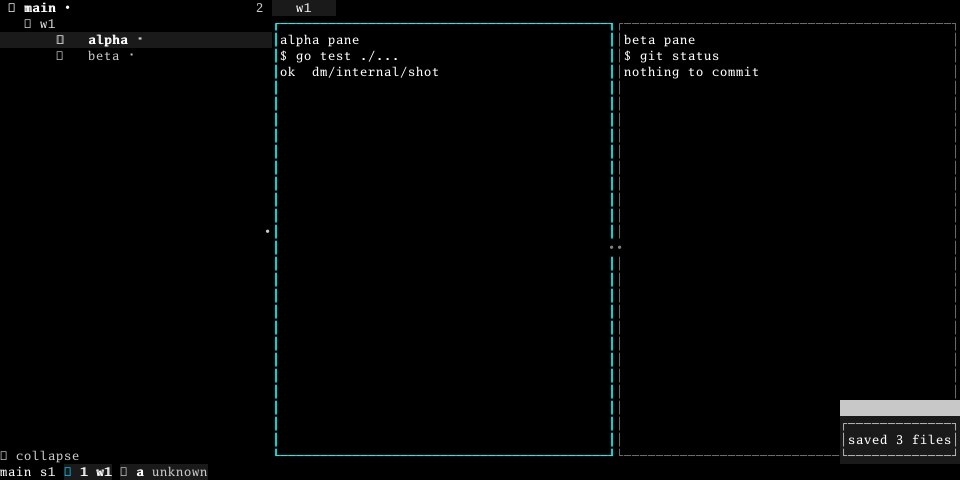 main •
2
w1
w1
alpha •
beta •
alpha pane
$ go test ./...
ok  dm/internal/shot
beta pane
$ git status
nothing to commit
saved 3 files
collapse
main s1 1 w1 a unknown